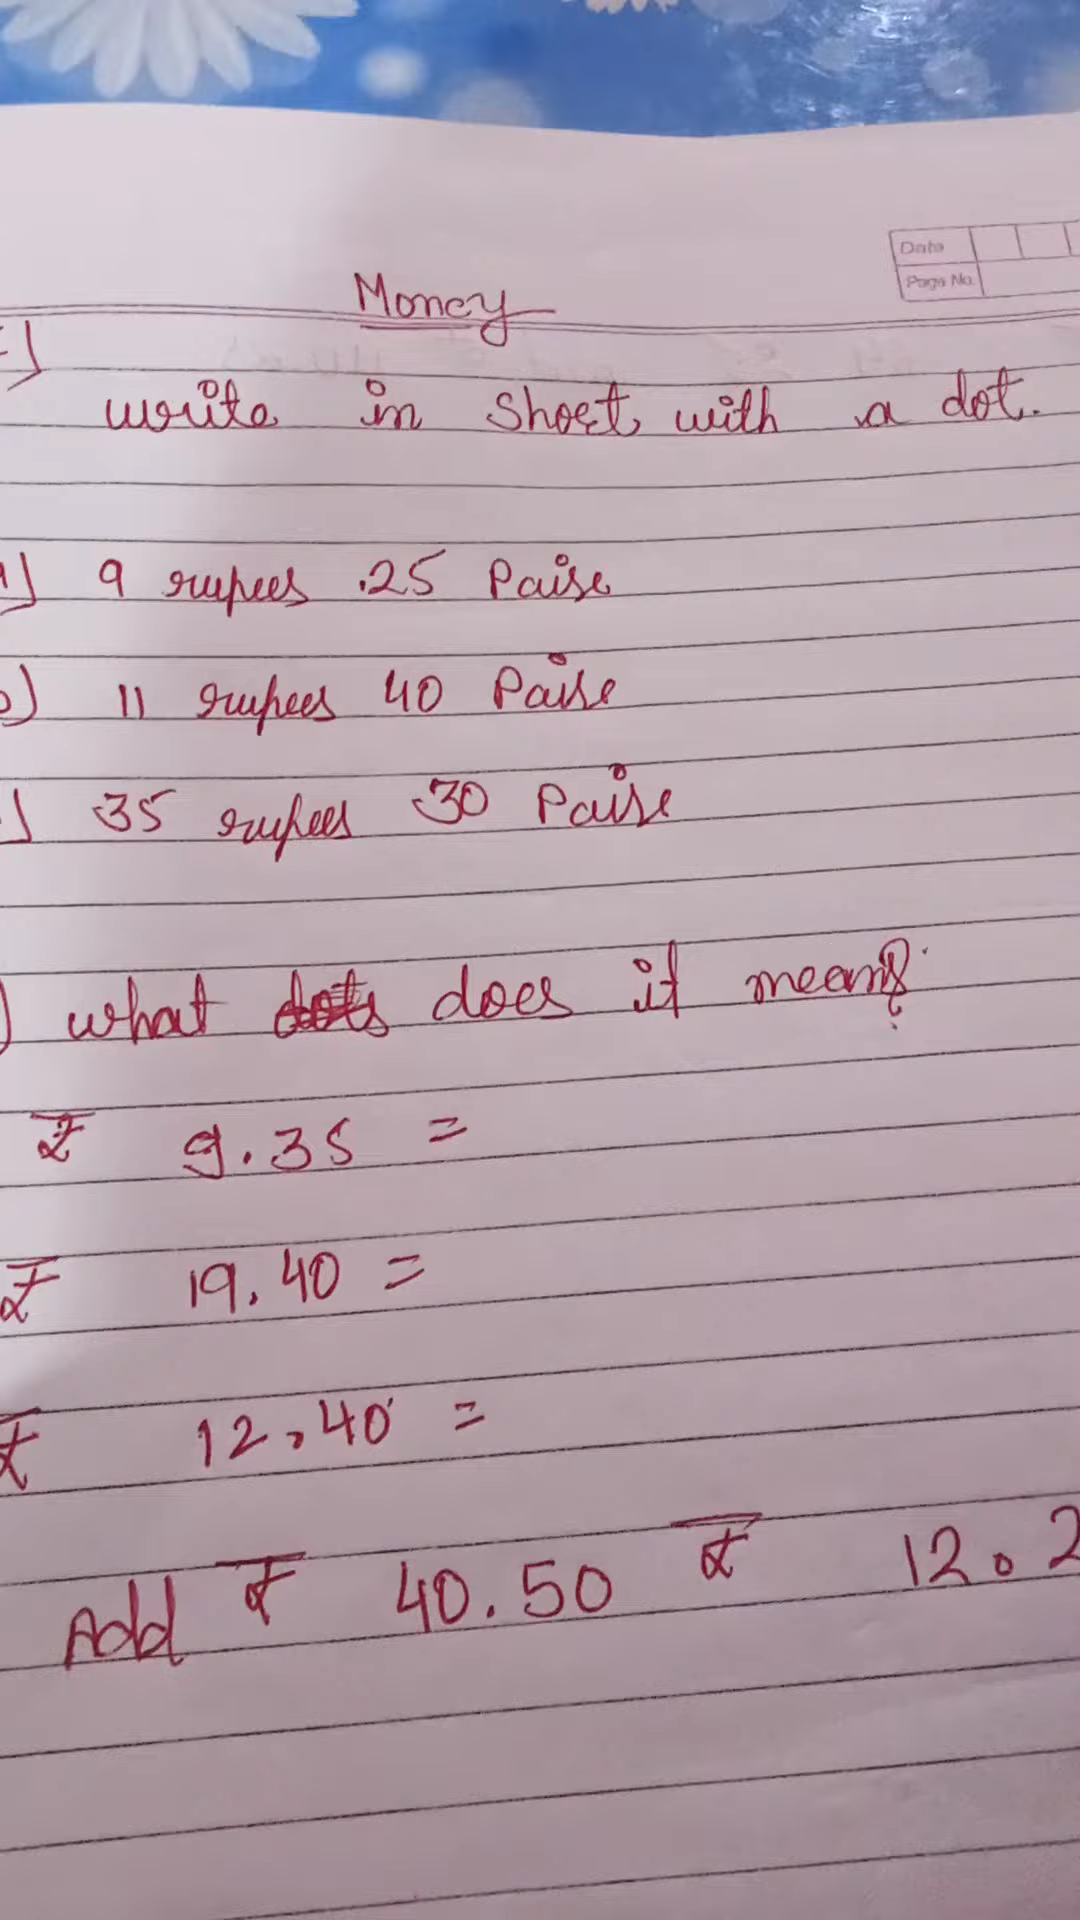 Date
Page No.
Money
write in Short with a dot.
9 rupees .25 Paise
11 rupees 40 Paise
.35 rupees .30 Paise
what does it means?
₹ 9.35 =
₹ 19.40 =
₹ 12.40 =
Add ₹ 40.50 ₹ 12.2